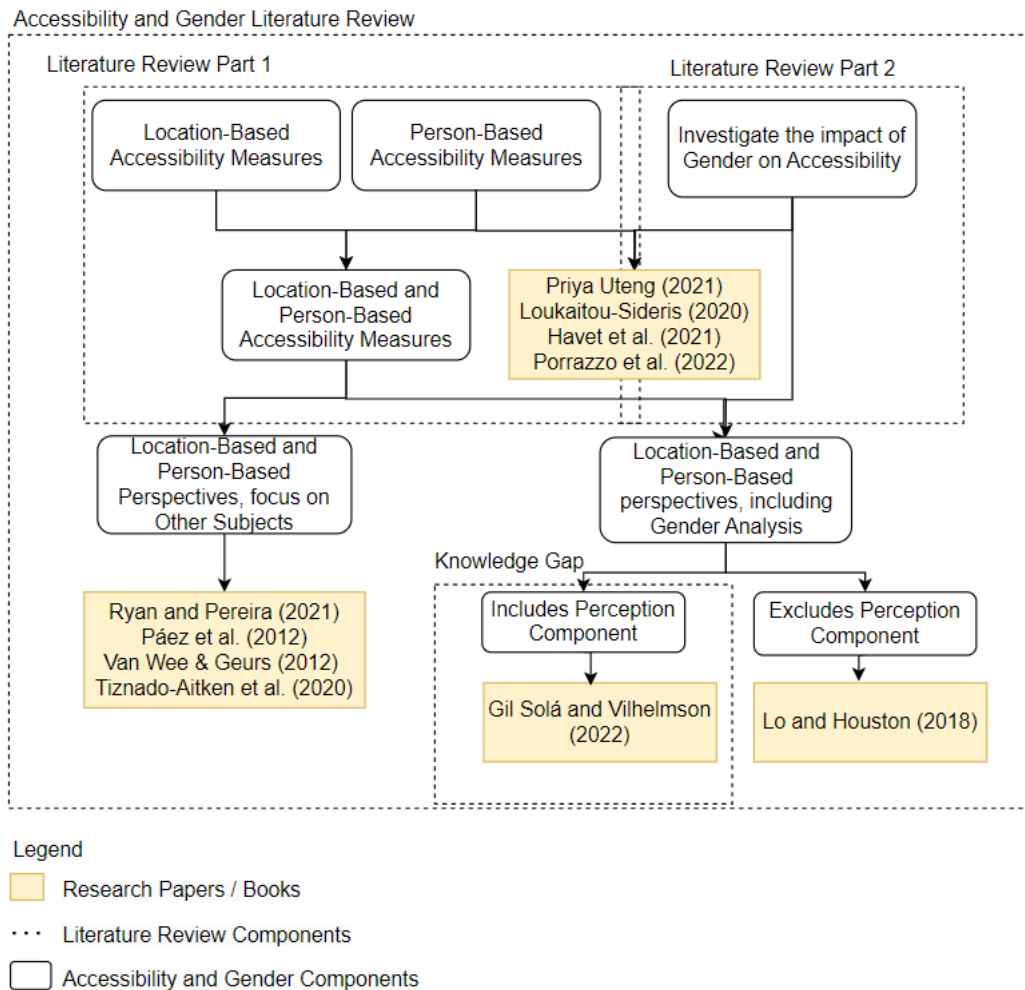 Accessibility and Gender Literature Review
Literature Review Part 1
Literature Review Part 2
Location-Based
Accessibility Measures
Person-Based
Accessibility Measures
Investigate the impact of
Gender on Accessibility
Location-Based and
Person-Based
Accessibility Measures
Priya Uteng (2021)
Loukaitou-Sideris (2020)
Havet et al. (2021)
Porrazzo et al. (2022)
Location-Based and
Person-Based
Perspectives, focus on
Other Subjects
Location-Based and
Person-Based
perspectives, including
Gender Analysis
Knowledge Gap
Includes Perception
Component
Excludes Perception
Component
Ryan and Pereira (2021)
Páez et al. (2012)
Van Wee & Geurs (2012)
Tiznado-Aitken et al. (2020)
Gil Solá and Vilhelmson
(2022)
Lo and Houston (2018)
Legend
Research Papers / Books
Literature Review Components
Accessibility and Gender Components